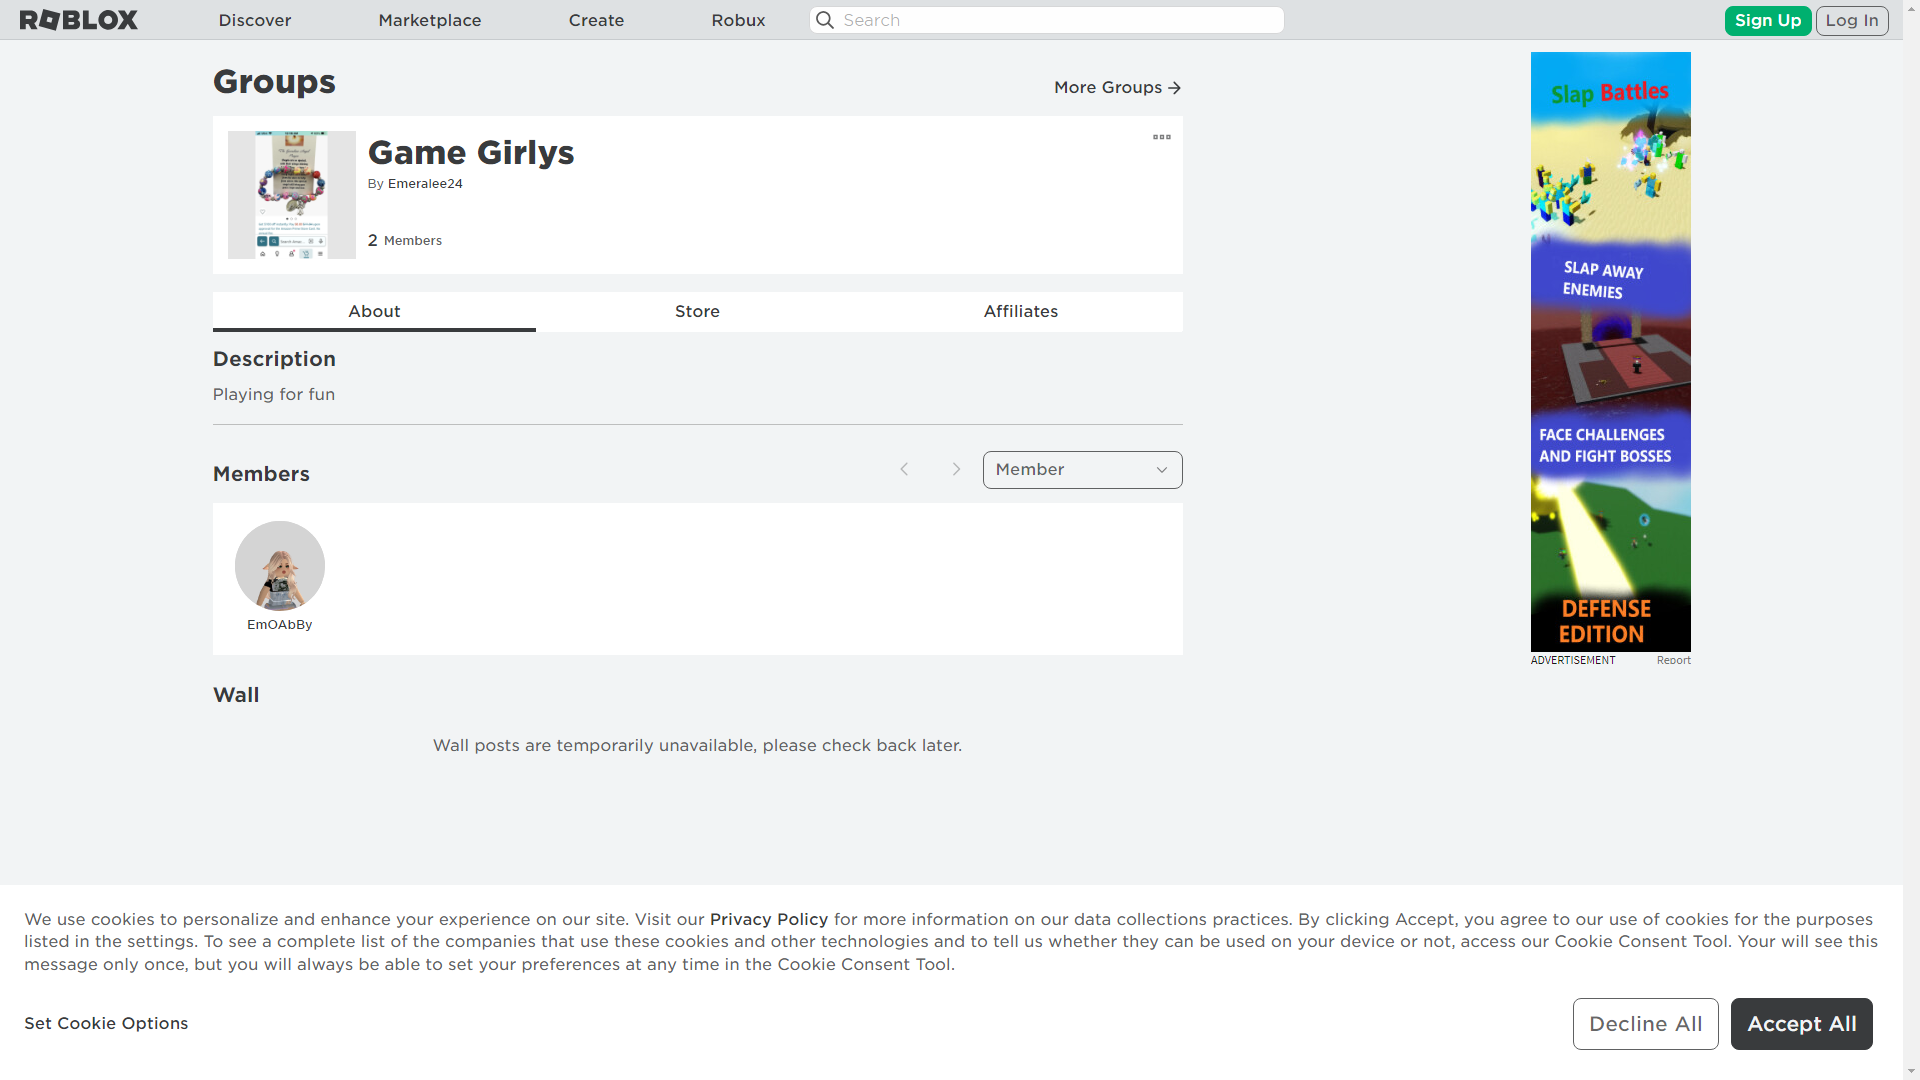 ROBLOX
Discover
Marketplace
Create
Robux
Search
Sign Up
Log In
Groups
More Groups
Game Girlys
By Emeralee24
2 Members
About
Store
Affiliates
Description
Playing for fun
Members
Member
EmOAbBy
Wall
Wall posts are temporarily unavailable, please check back later.
Slap Battles
SLAP AWAY
ENEMIES
FACE CHALLENGES
AND FIGHT BOSSES
DEFENSE
EDITION
ADVERTISEMENT
Report
We use cookies to personalize and enhance your experience on our site. Visit our Privacy Policy for more information on our data collections practices. By clicking Accept, you agree to our use of cookies for the purposes
listed in the settings. To see a complete list of the companies that use these cookies and other technologies and to tell us whether they can be used on your device or not, access our Cookie Consent Tool. Your will see this
message only once, but you will always be able to set your preferences at any time in the Cookie Consent Tool.
Set Cookie Options
Decline All
Accept All